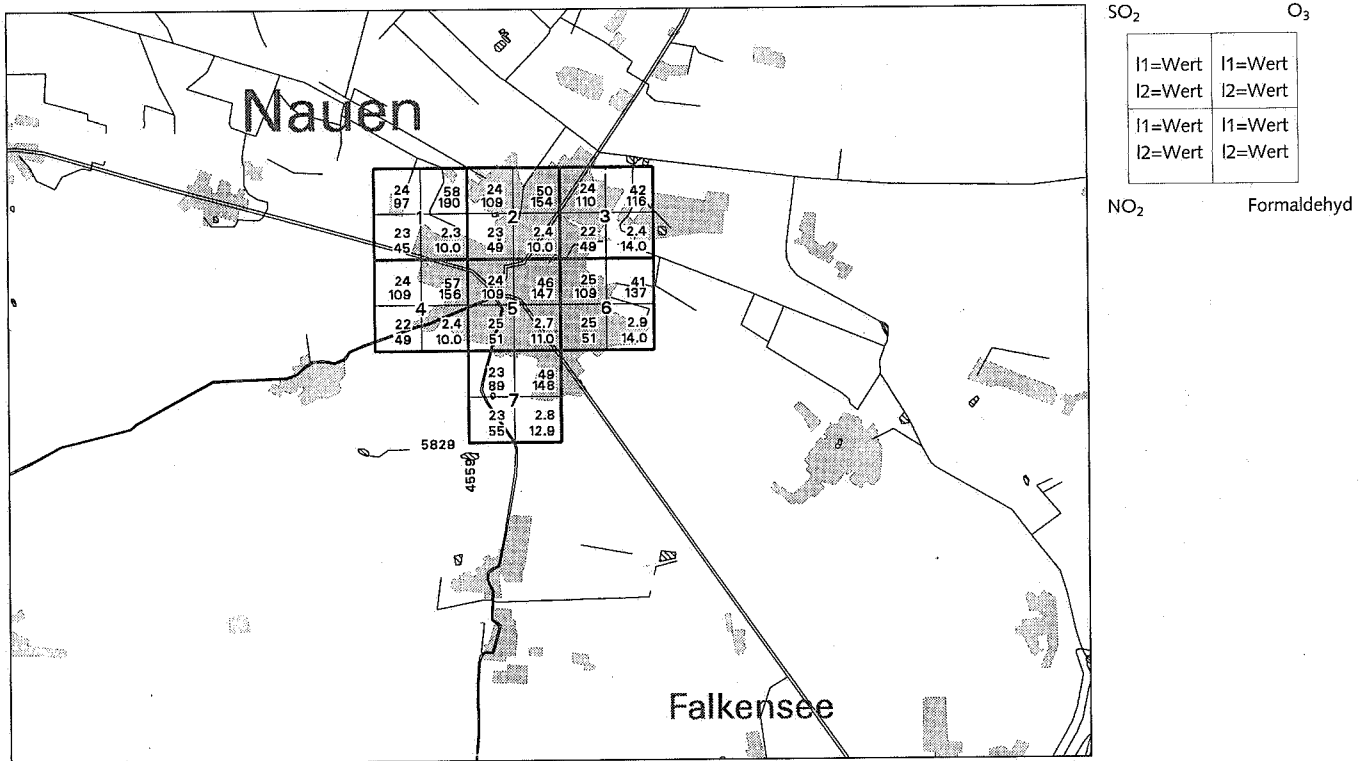 SO₂ O₃
I1=Wert I1=Wert
I2=Wert I2=Wert
I1=Wert I1=Wert
I2=Wert I2=Wert
NO₂ Formaldehyd
Nauen
24 58 24 50 24 42
97 190 109 154 110 116
1 2 3
23 2.3 23 2.4 22 2.4
45 10.0 49 10.0 49 14.0
24 57 24 46 25 41
109 156 109 147 109 137
4 5 6
22 2.4 25 2.7 25 2.9
49 10.0 51 11.0 51 14.0
23 49
89 148
7
23 2.8
55 12.9
5829
4559
Falkensee